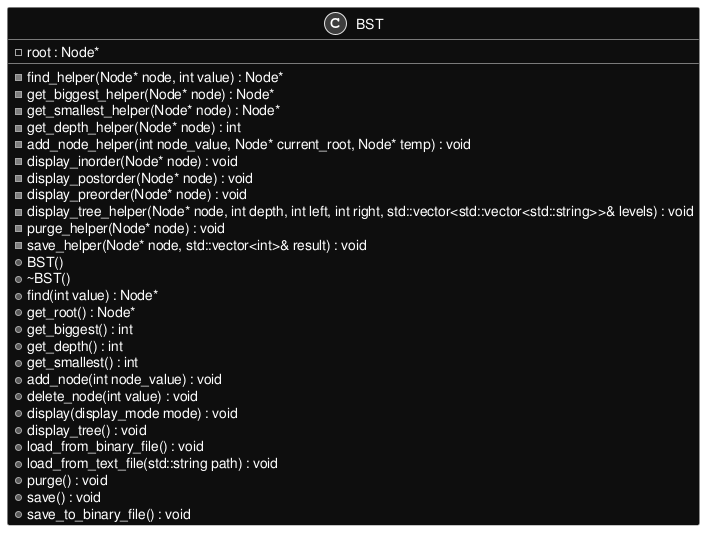 C BST
root : Node*
find_helper(Node* node, int value) : Node*
get_biggest_helper(Node* node) : Node*
get_smallest_helper(Node* node) : Node*
get_depth_helper(Node* node) : int
add_node_helper(int node_value, Node* current_root, Node* temp) : void
display_inorder(Node* node) : void
display_postorder(Node* node) : void
display_preorder(Node* node) : void
display_tree_helper(Node* node, int depth, int left, int right, std::vector<std::vector<std::string>>& levels) : void
purge_helper(Node* node) : void
save_helper(Node* node, std::vector<int>& result) : void
BST()
~BST()
find(int value) : Node*
get_root() : Node*
get_biggest() : int
get_depth() : int
get_smallest() : int
add_node(int node_value) : void
delete_node(int value) : void
display(display_mode mode) : void
display_tree() : void
load_from_binary_file() : void
load_from_text_file(std::string path) : void
purge() : void
save() : void
save_to_binary_file() : void